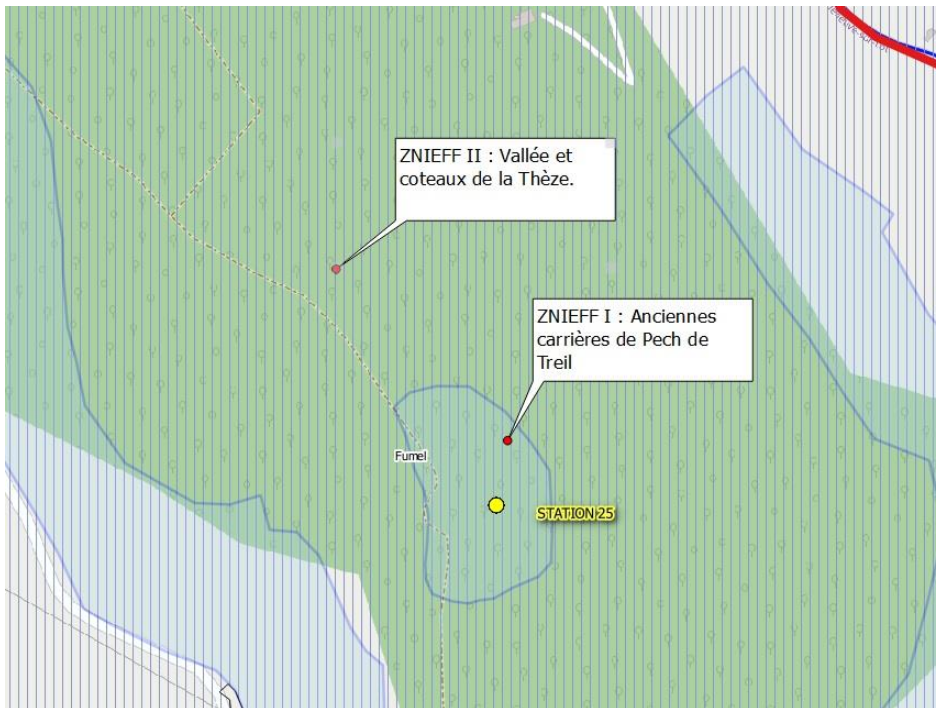 ZNIEFF II : Vallée et
coteaux de la Thèze.
ZNIEFF I : Anciennes
carrières de Pech de
Treil
Fumel
STATION 25